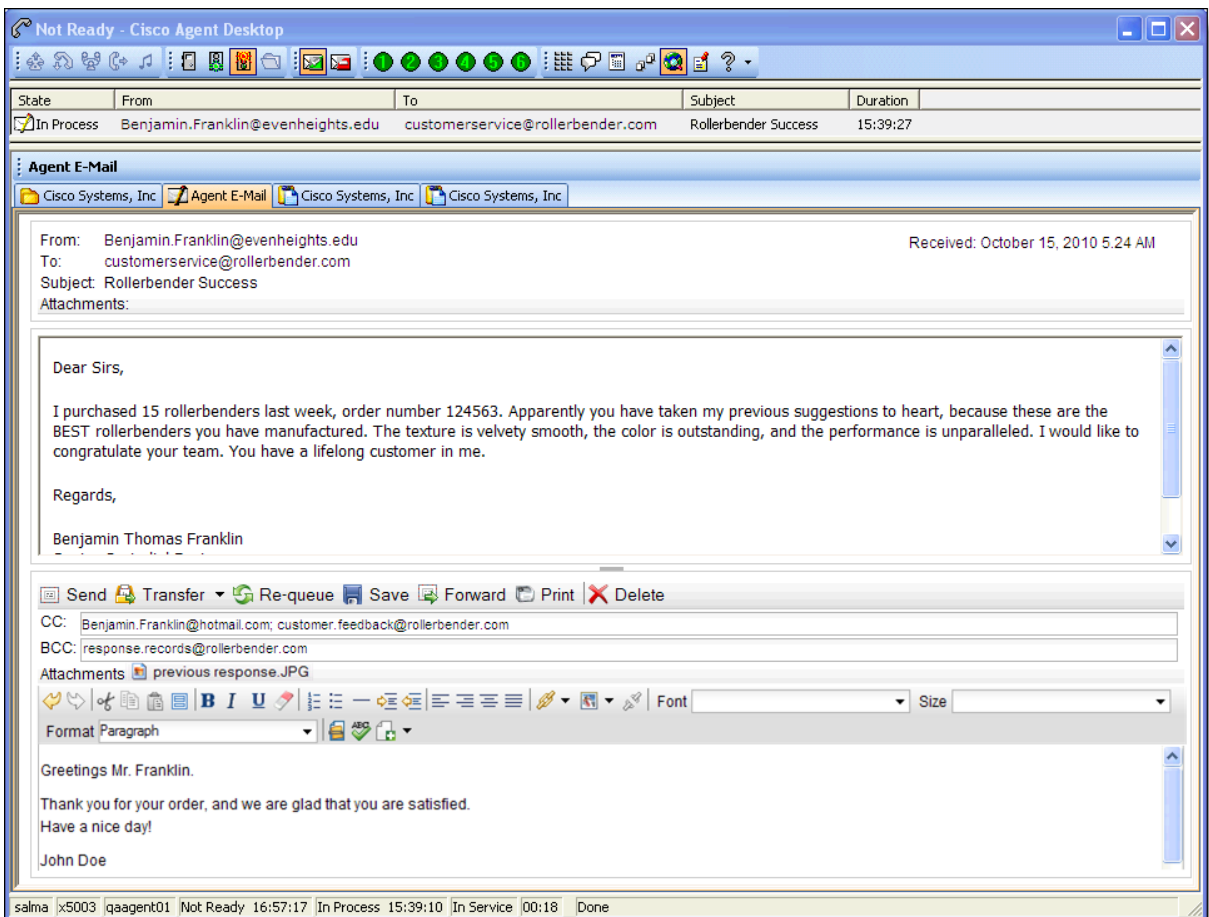 Not Ready - Cisco Agent Desktop
1 2 3 4 5 6 ?
State From To Subject Duration
In Process Benjamin.Franklin@evenheights.edu customerservice@rollerbender.com Rollerbender Success 15:39:27
Agent E-Mail
Cisco Systems, Inc Agent E-Mail Cisco Systems, Inc Cisco Systems, Inc
From: Benjamin.Franklin@evenheights.edu Received: October 15, 2010 5.24 AM
To: customerservice@rollerbender.com
Subject: Rollerbender Success
Attachments:
Dear Sirs,
I purchased 15 rollerbenders last week, order number 124563. Apparently you have taken my previous suggestions to heart, because these are the
BEST rollerbenders you have manufactured. The texture is velvety smooth, the color is outstanding, and the performance is unparalleled. I would like to
congratulate your team. You have a lifelong customer in me.
Regards,
Benjamin Thomas Franklin
Send Transfer Re-queue Save Forward Print Delete
CC: Benjamin.Franklin@hotmail.com; customer.feedback@rollerbender.com
BCC: response.records@rollerbender.com
Attachments previous response.JPG
B I U Font Size
Format Paragraph ABC
Greetings Mr. Franklin.
Thank you for your order, and we are glad that you are satisfied.
Have a nice day!
John Doe
salma x5003 qaagent01 Not Ready 16:57:17 In Process 15:39:10 In Service 00:18 Done